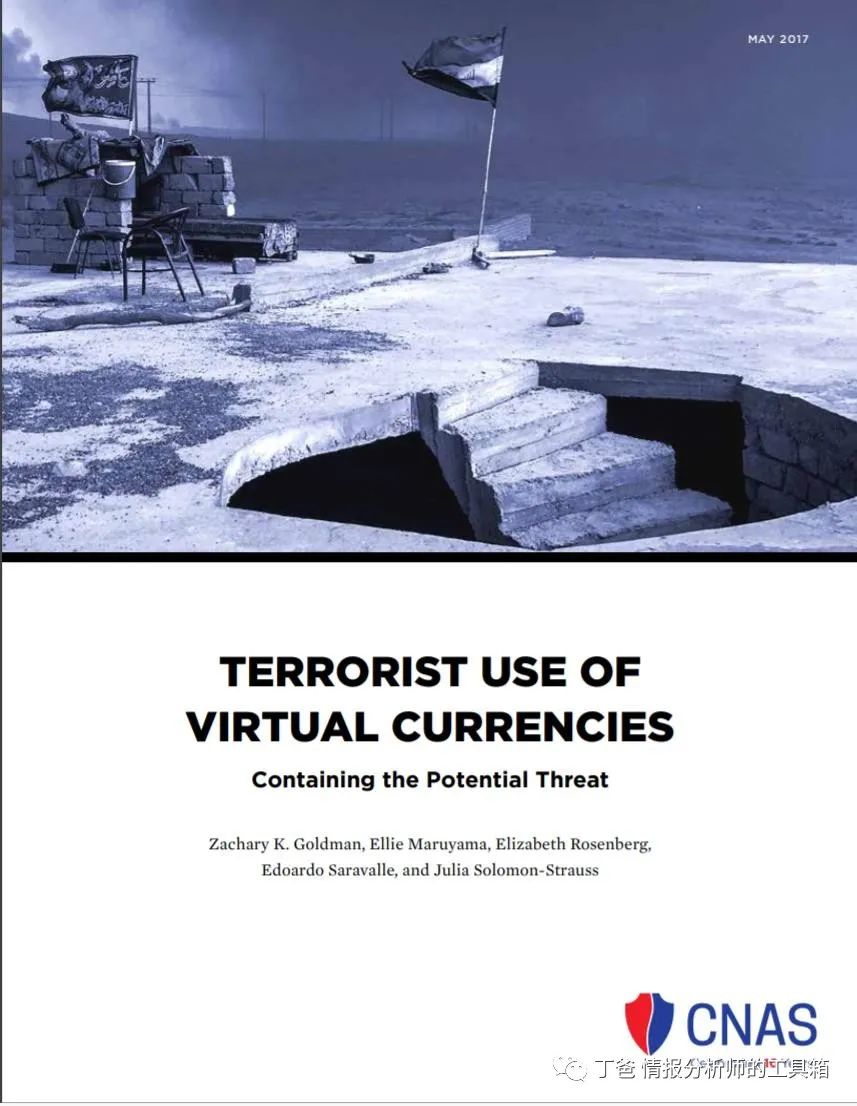 MAY 2017
TERRORIST USE OF
VIRTUAL CURRENCIES
Containing the Potential Threat
Zachary K. Goldman, Ellie Maruyama, Elizabeth Rosenberg,
Edoardo Saravalle, and Julia Solomon-Strauss
CNAS
丁爸 情报分析师的工具箱